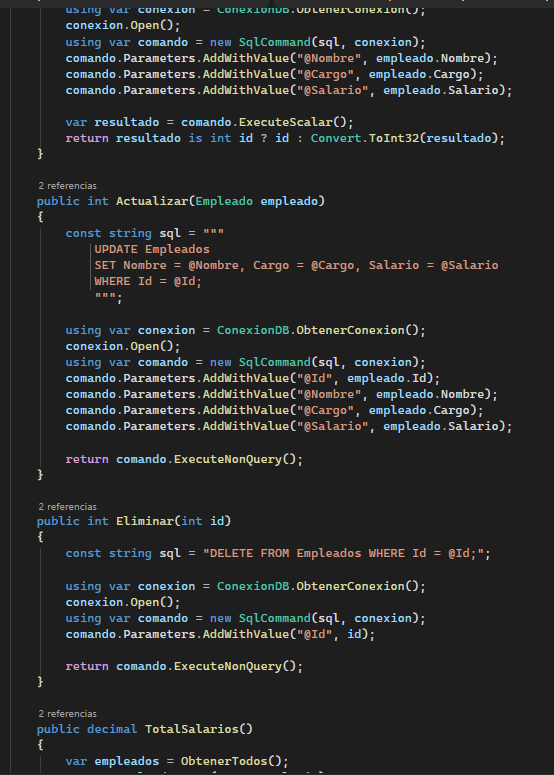 using var conexion = ConexionDB.ObtenerConexion();
conexion.Open();
using var comando = new SqlCommand(sql, conexion);
comando.Parameters.AddWithValue("@Nombre", empleado.Nombre);
comando.Parameters.AddWithValue("@Cargo", empleado.Cargo);
comando.Parameters.AddWithValue("@Salario", empleado.Salario);
var resultado = comando.ExecuteScalar();
return resultado is int id ? id : Convert.ToInt32(resultado);
}
2 referencias
public int Actualizar(Empleado empleado)
{
const string sql = """
UPDATE Empleados
SET Nombre = @Nombre, Cargo = @Cargo, Salario = @Salario
WHERE Id = @Id;
""";
using var conexion = ConexionDB.ObtenerConexion();
conexion.Open();
using var comando = new SqlCommand(sql, conexion);
comando.Parameters.AddWithValue("@Id", empleado.Id);
comando.Parameters.AddWithValue("@Nombre", empleado.Nombre);
comando.Parameters.AddWithValue("@Cargo", empleado.Cargo);
comando.Parameters.AddWithValue("@Salario", empleado.Salario);
return comando.ExecuteNonQuery();
}
2 referencias
public int Eliminar(int id)
{
const string sql = "DELETE FROM Empleados WHERE Id = @Id;";
using var conexion = ConexionDB.ObtenerConexion();
conexion.Open();
using var comando = new SqlCommand(sql, conexion);
comando.Parameters.AddWithValue("@Id", id);
return comando.ExecuteNonQuery();
}
2 referencias
public decimal TotalSalarios()
{
var empleados = ObtenerTodos();